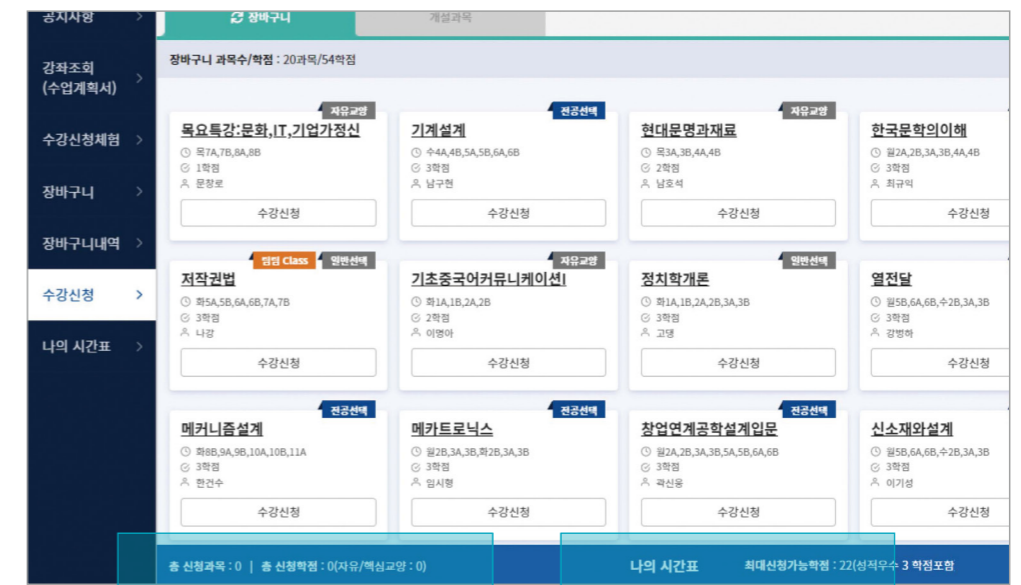 공지사항
강좌조회
(수업계획서)
수강신청체험
장바구니
장바구니내역
수강신청
나의 시간표
장바구니
개설과목
장바구니 과목수/학점 : 20과목/54학점
자유교양
목요특강:문화,IT,기업가정신
목7A,7B,8A,8B
1학점
문장로
수강신청
전공선택
기계설계
수4A,4B,5A,5B,6A,6B
3학점
남구현
수강신청
자유교양
현대문명과재료
목3A,3B,4A,4B
2학점
남호석
수강신청
한국문학의이해
월2A,2B,3A,3B,4A,4B
3학점
최규익
수강신청
팀팀 Class
일반선택
저작권법
화5A,5B,6A,6B,7A,7B
3학점
나강
수강신청
자유교양
기초중국어커뮤니케이션I
화1A,1B,2A,2B
2학점
이명아
수강신청
일반선택
정치학개론
화1A,1B,2A,2B,3A,3B
3학점
고댕
수강신청
열전달
월5B,6A,6B,수2B,3A,3B
3학점
강병하
수강신청
전공선택
메커니즘설계
화8B,9A,9B,10A,10B,11A
3학점
한건수
수강신청
전공선택
메카트로닉스
월2B,3A,3B,화2B,3A,3B
3학점
임시형
수강신청
전공선택
창업연계공학설계입문
월2A,2B,3A,3B,5A,5B,6A,6B
3학점
곽신웅
수강신청
신소재와설계
월5B,6A,6B,수2B,3A,3B
3학점
이기성
수강신청
총 신청과목 : 0 | 총 신청학점 : 0(자유/핵심교양 : 0)
나의 시간표
최대신청가능학점 : 22(성적우수 3 학점포함